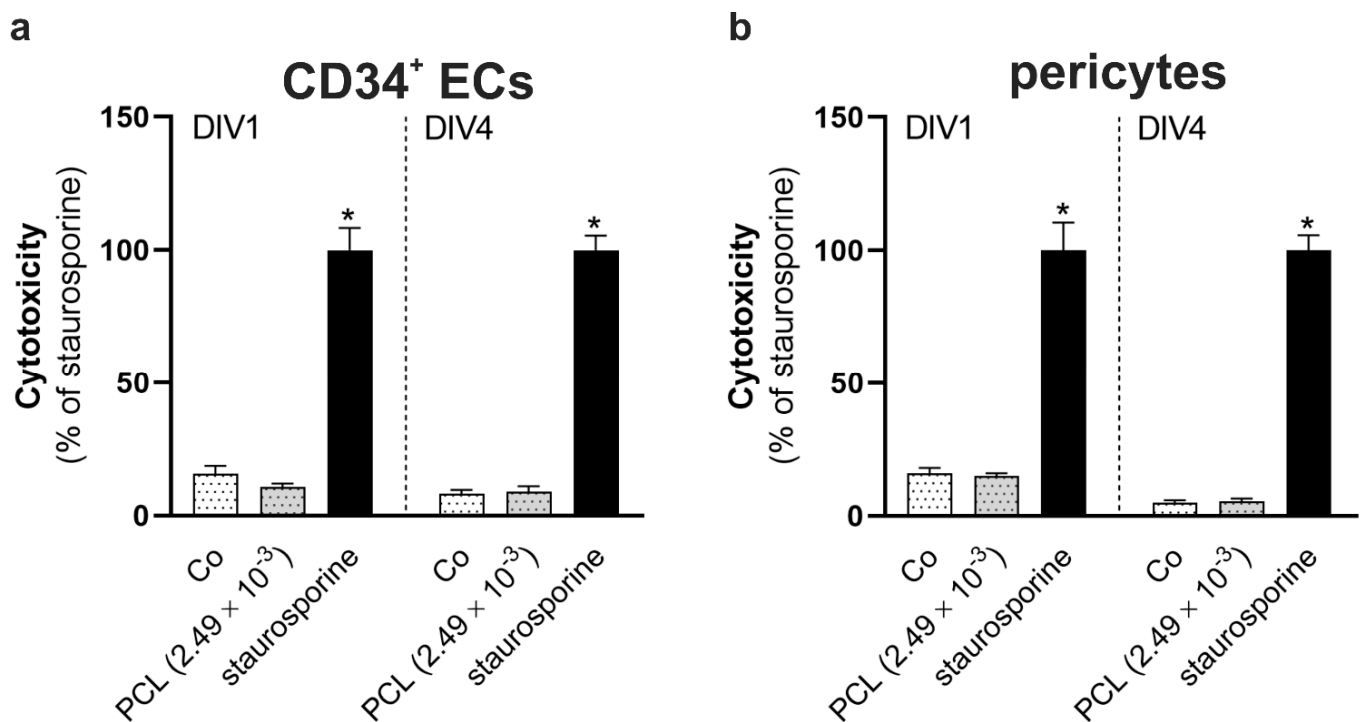 a
CD34⁺ ECs
Cytotoxicity
(% of staurosporine)
150
100
50
0
DIV1
DIV4
*
*
Co
PCL (2.49 × 10⁻³)
staurosporine
Co
PCL (2.49 × 10⁻³)
staurosporine
b
pericytes
Cytotoxicity
(% of staurosporine)
150
100
50
0
DIV1
DIV4
*
*
Co
PCL (2.49 × 10⁻³)
staurosporine
Co
PCL (2.49 × 10⁻³)
staurosporine